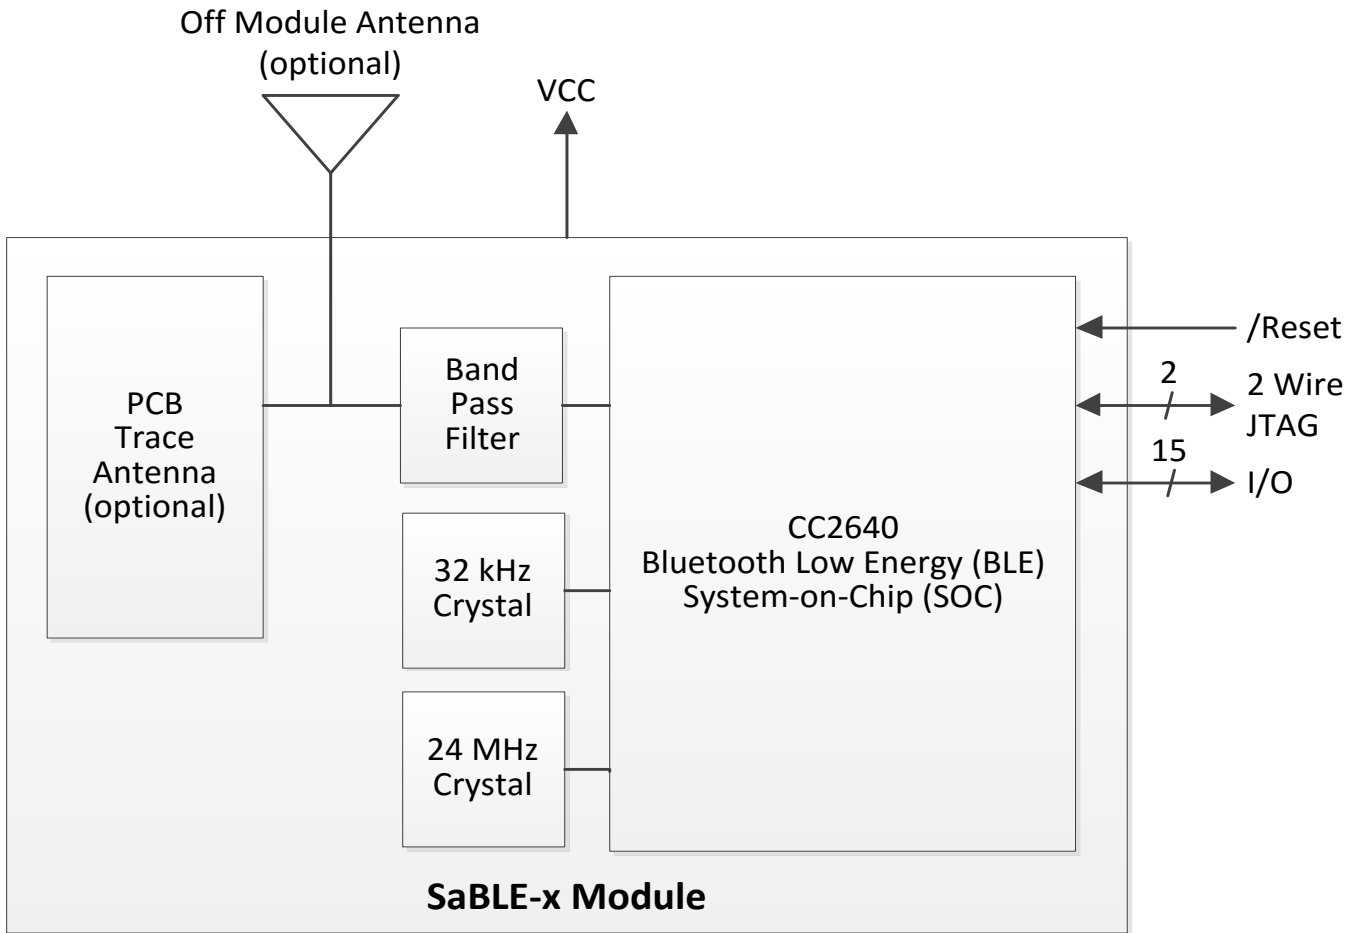 Off Module Antenna
(optional)
VCC
PCB
Trace
Antenna
(optional)
Band
Pass
Filter
32 kHz
Crystal
24 MHz
Crystal
CC2640
Bluetooth Low Energy (BLE)
System-on-Chip (SOC)
/Reset
2
2 Wire
JTAG
15
I/O
SaBLE-x Module